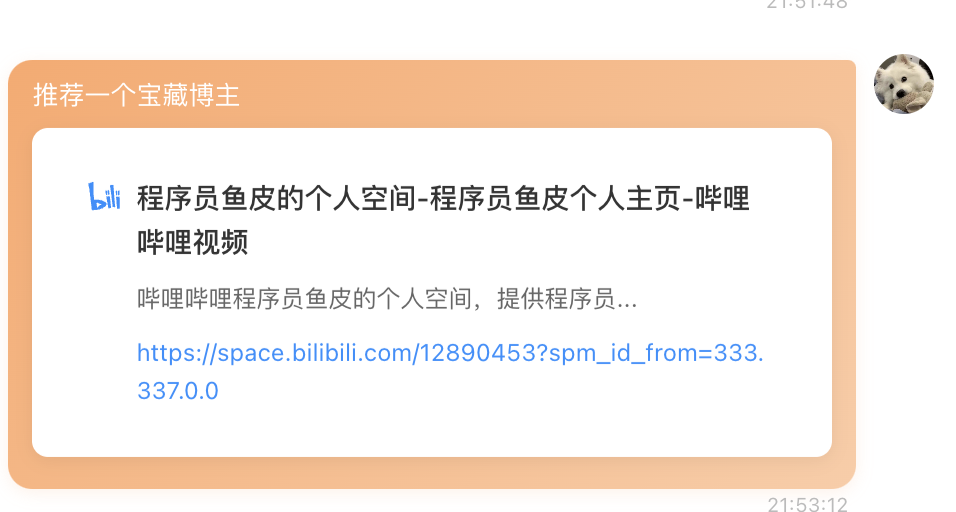 21:51:48
推荐一个宝藏博主
bili
程序员鱼皮的个人空间-程序员鱼皮个人主页-哔哩
哔哩视频
哔哩哔哩程序员鱼皮的个人空间，提供程序员...
https://space.bilibili.com/12890453?spm_id_from=333.
337.0.0
21:53:12